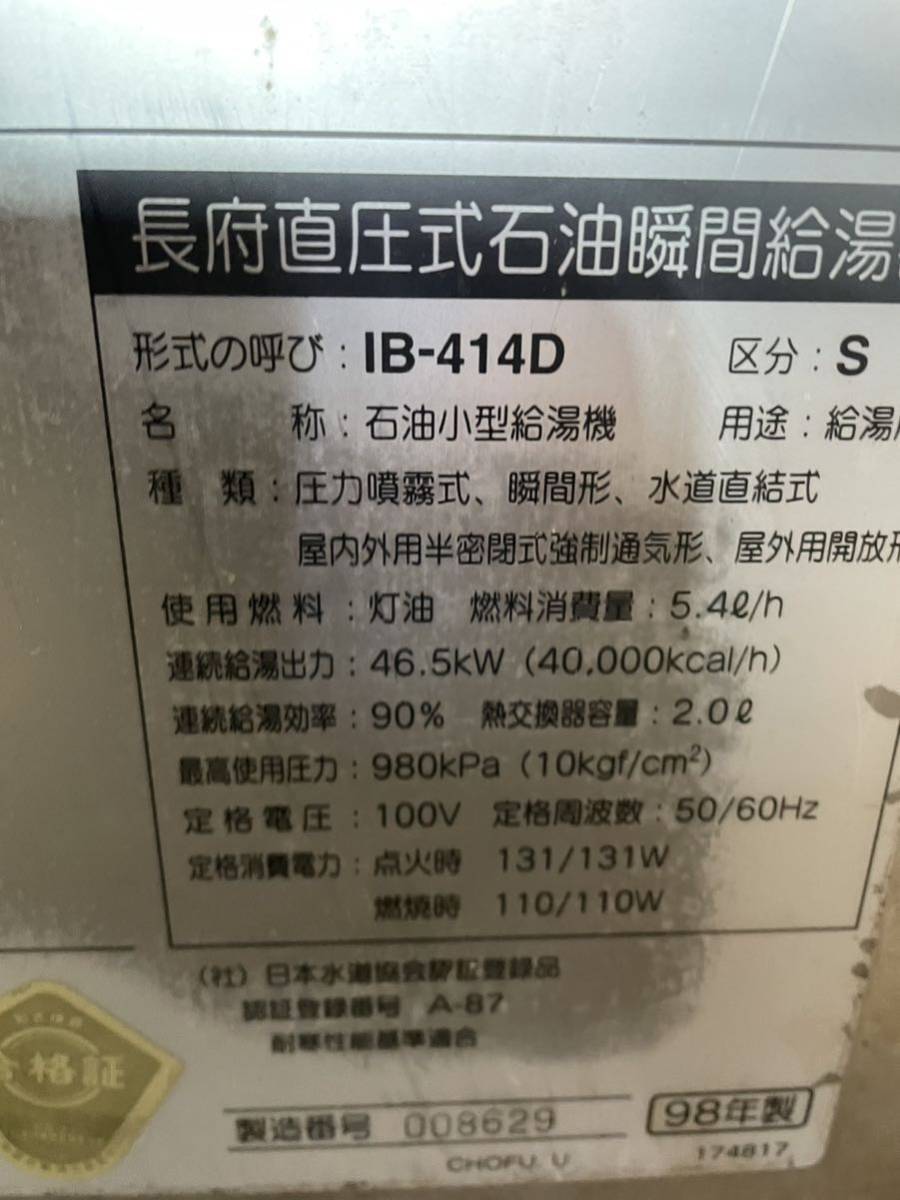 長府直圧式石油瞬間給湯
形式の呼び：IB-414D 区分：S
名 称：石油小型給湯機 用途：給湯
種 類：圧力噴霧式、瞬間形、水道直結式
屋内外用半密閉式強制通気形、屋外用開放形
使用燃料：灯油 燃料消費量：5.4ℓ/h
連続給湯出力：46.5kW（40,000kcal/h）
連続給湯効率：90% 熱交換器容量：2.0ℓ
最高使用圧力：980kPa（10kgf/cm²）
定格電圧：100V 定格周波数：50/60Hz
定格消費電力：点火時 131/131W
燃焼時 110/110W
（社）日本水道協会認証登録品
認証登録番号 A-87
耐寒性能基準適合
合格証
製造番号 008629 98年製
CHOFU. U 174817